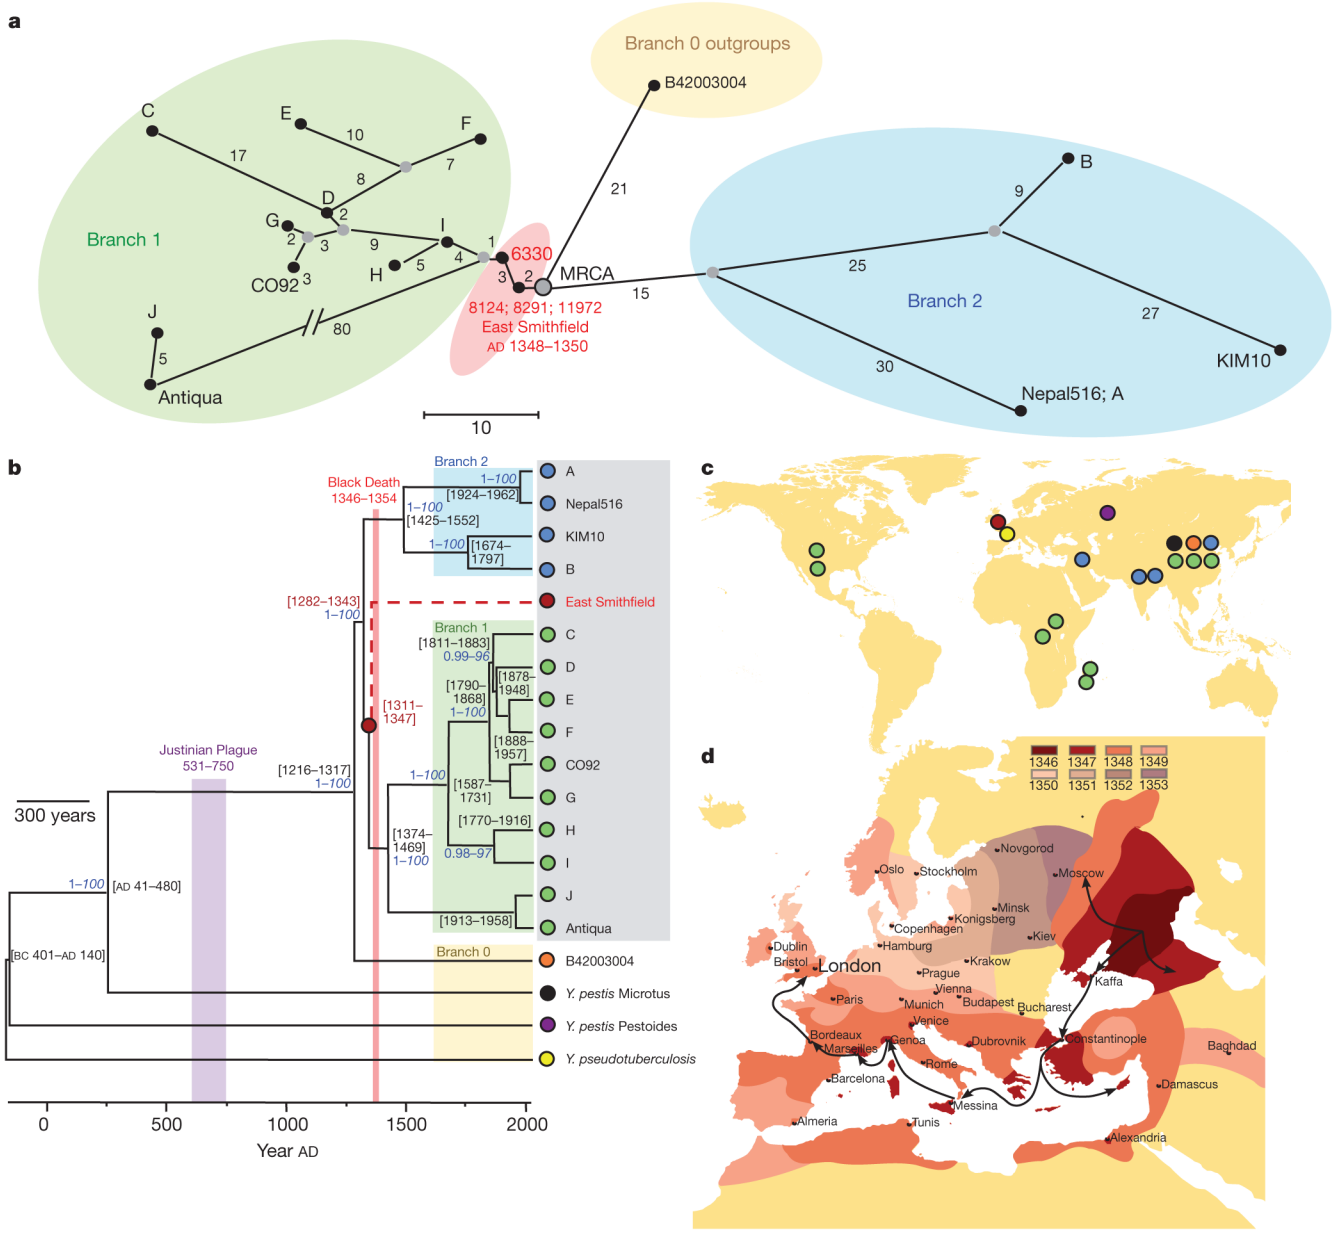 a
Branch 0 outgroups
B42003004
C
E
F
10
17
7
8
D
21
B
9
G
2
I
Branch 1
2
3
9
1
6330
H
5
4
3
2
MRCA
CO92
3
15
25
Branch 2
8124; 8291; 11972
East Smithfield
AD 1348–1350
J
80
27
5
30
KIM10
Antiqua
Nepal516; A
10
b
Branch 2
A
1–100
Black Death
1346–1354
[1924–1962]
Nepal516
1–100
[1425–1552]
KIM10
1–100
[1674–
1797]
B
[1282–1343]
1–100
East Smithfield
Branch 1
C
[1811–1883]
0.99–96
D
[1878–
1948]
[1790–
1868]
1–100
E
[1311–
1347]
F
[1888–
1957]
Justinian Plague
531–750
CO92
[1216–1317]
1–100
1–100
[1587–
1731]
G
300 years
[1770–1916]
H
[1374–
1469]
1–100
0.98–97
I
1–100
[AD 41–480]
J
[1913–1958]
Antiqua
Branch 0
[BC 401–AD 140]
B42003004
Y. pestis Microtus
Y. pestis Pestoides
Y. pseudotuberculosis
0
500
1000
1500
2000
Year AD
c
d
1346
1347
1348
1349
1350
1351
1352
1353
Novgorod
Oslo
Stockholm
Moscow
Minsk
Konigsberg
Copenhagen
Kiev
Dublin
Hamburg
Bristol
London
Krakow
Prague
Kaffa
Vienna
Paris
Munich
Budapest
Bucharest
Venice
Bordeaux
Genoa
Dubrovnik
Constantinople
Marseilles
Baghdad
Rome
Barcelona
Damascus
Messina
Almeria
Tunis
Alexandria